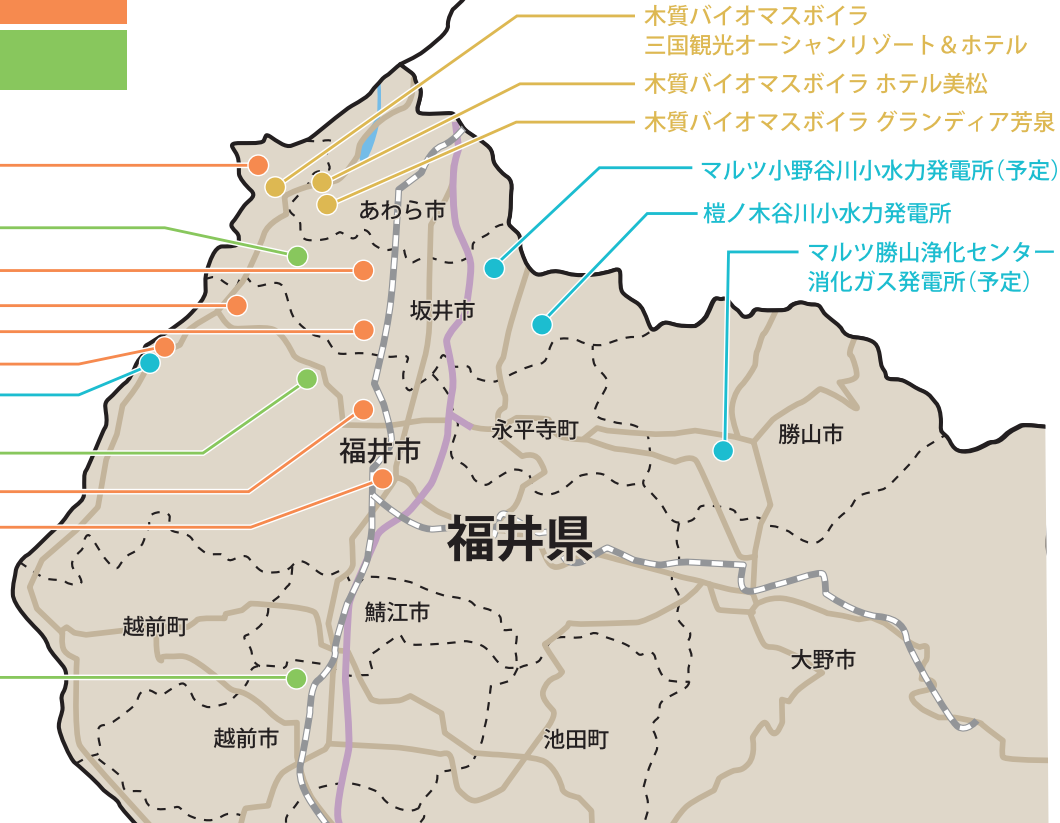 木質バイオマスボイラ
三国観光オーシャンリゾート＆ホテル
木質バイオマスボイラ ホテル美松
木質バイオマスボイラ グランディア芳泉
マルツ小野谷川小水力発電所（予定）
榿ノ木谷川小水力発電所
マルツ勝山浄化センター
消化ガス発電所（予定）
あわら市
坂井市
永平寺町
勝山市
福井市
福井県
鯖江市
越前町
大野市
越前市
池田町